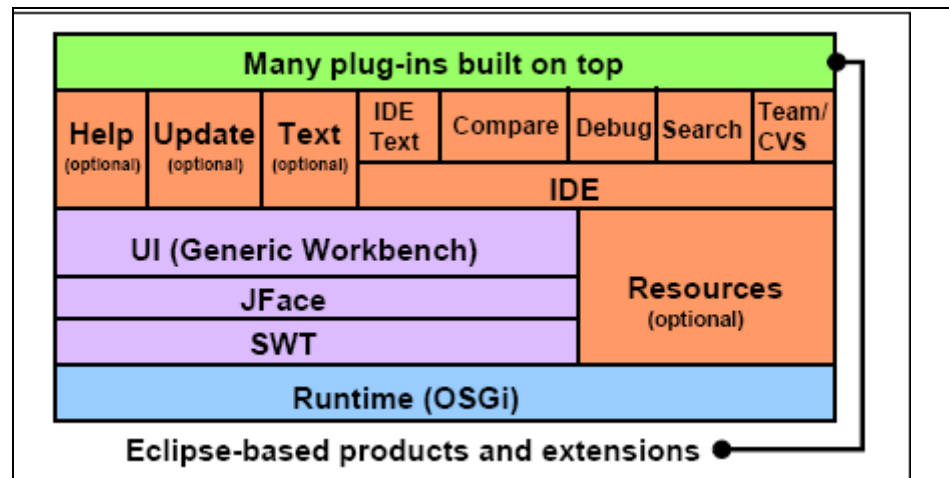 Many plug-ins built on top
Help
(optional)
Update
(optional)
Text
(optional)
IDE
Text
Compare
Debug
Search
Team/
CVS
IDE
UI (Generic Workbench)
JFace
SWT
Resources
(optional)
Runtime (OSGi)
Eclipse-based products and extensions